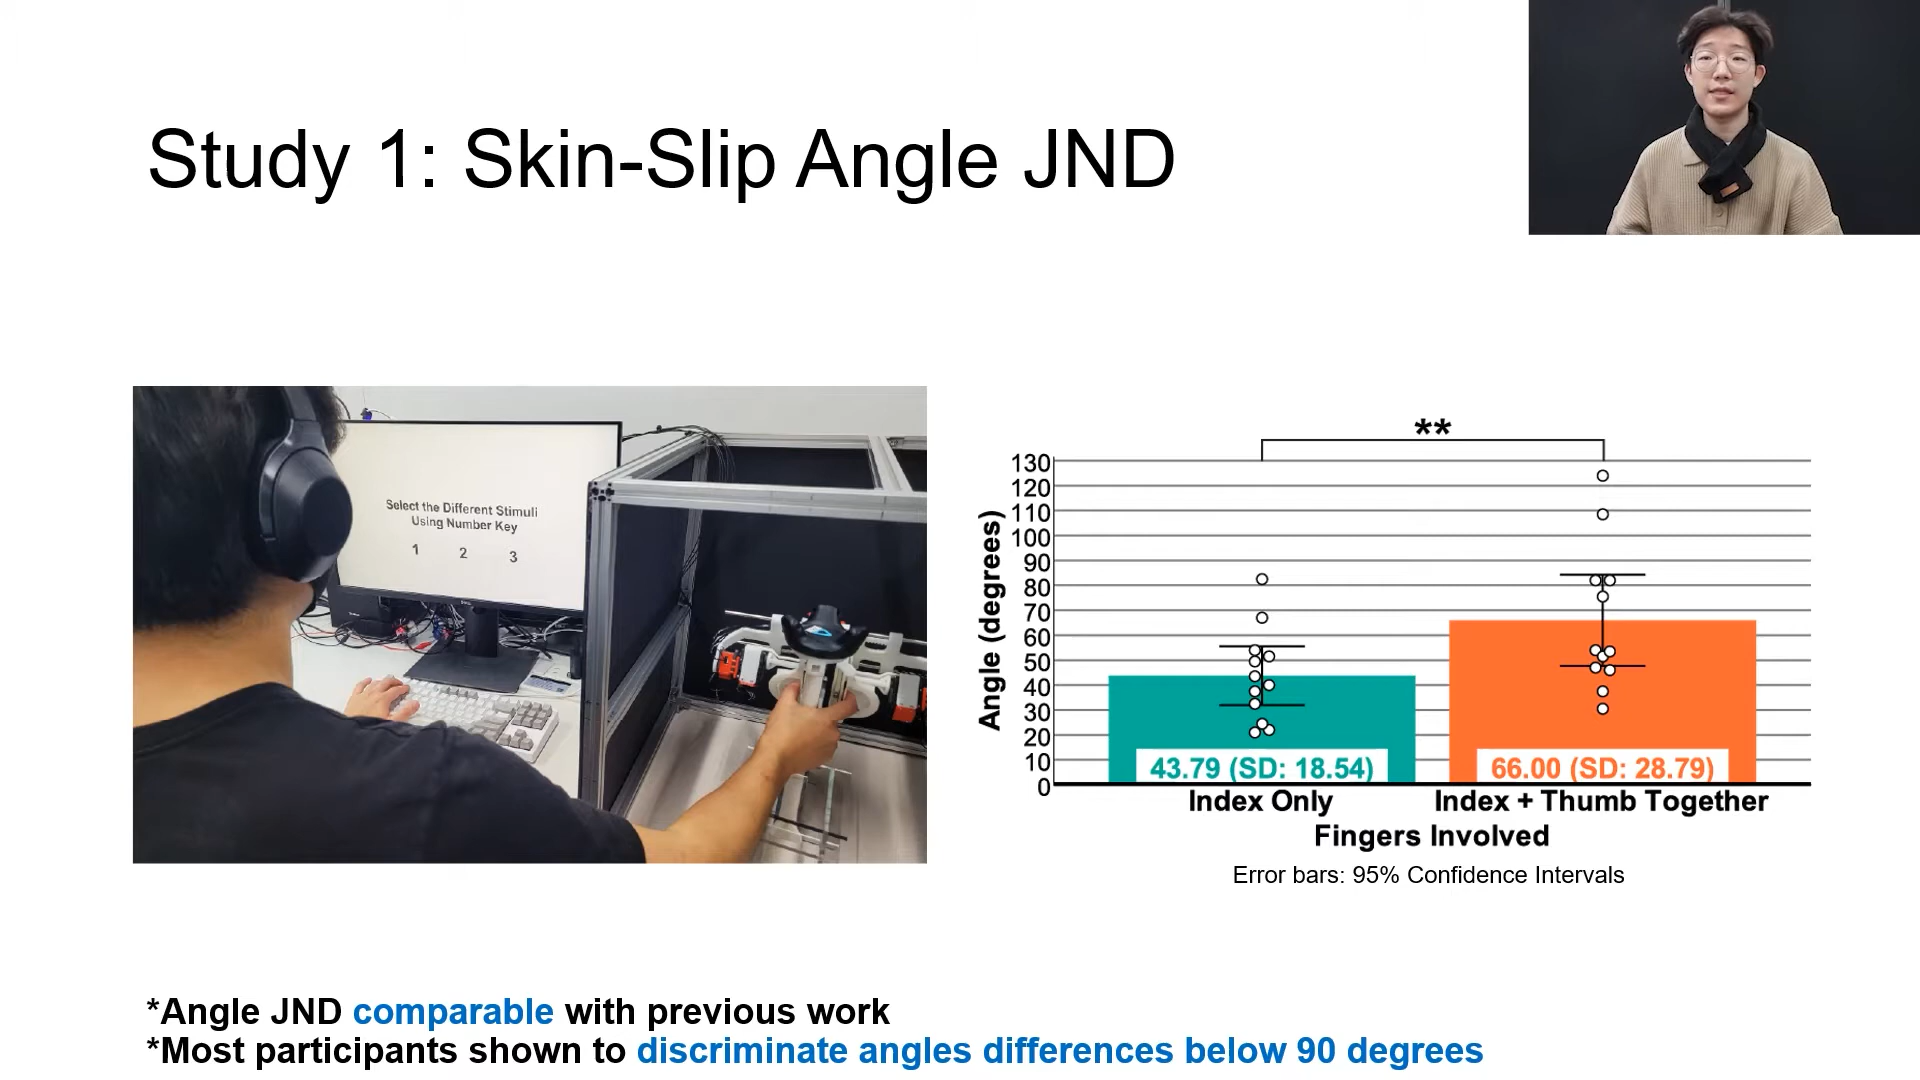 Study 1: Skin-Slip Angle JND
Select the Different Stimuli
Using Number Key
1 2 3
**
130
120
110
100
90
80
70
60
50
40
30
20
10
0
Angle (degrees)
43.79 (SD: 18.54)
66.00 (SD: 28.79)
Index Only
Index + Thumb Together
Fingers Involved
Error bars: 95% Confidence Intervals
*Angle JND comparable with previous work
*Most participants shown to discriminate angles differences below 90 degrees